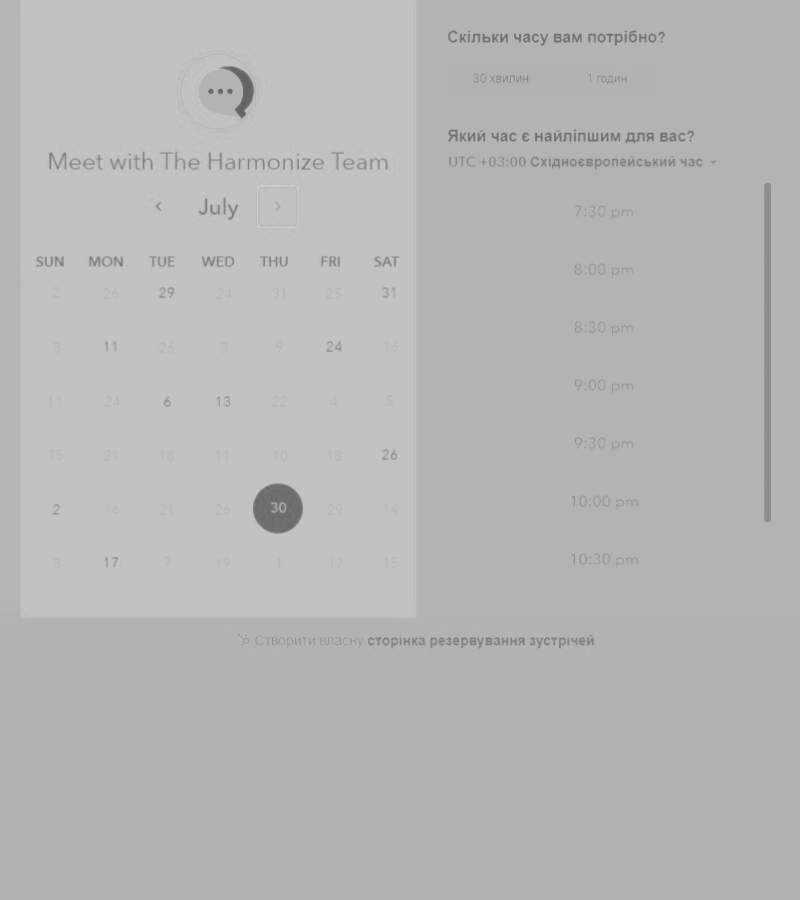 Meet with The Harmonize Team
July
SUN MON TUE WED THU FRI SAT
2 26 29 24 31 25 31
3 11 26 3 9 24 16
11 24 6 13 22 4 5
15 21 18 11 10 18 26
2 16 21 26 30 29 14
3 17 7 19 1 17 15
Скільки часу вам потрібно?
30 хвилин 1 годин
Який час є найліпшим для вас?
UTC +03:00 Східноєвропейський час
7:30 pm
8:00 pm
8:30 pm
9:00 pm
9:30 pm
10:00 pm
10:30 pm
Створити власну сторінка резервування зустрічей